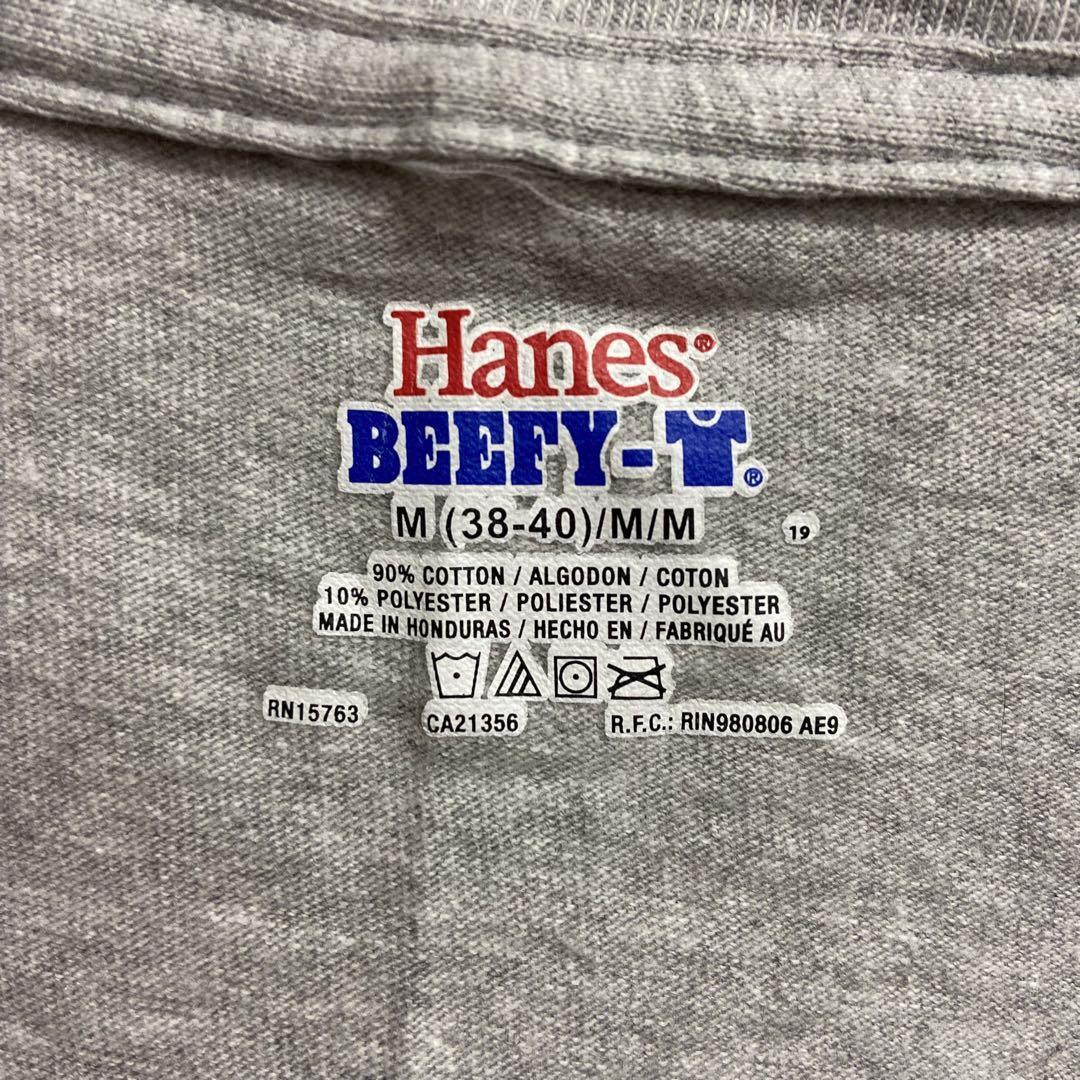 Hanes®
BEEFY-T®
M (38-40)/M/M
19
90% COTTON / ALGODON / COTON
10% POLYESTER / POLIESTER / POLYESTER
MADE IN HONDURAS / HECHO EN / FABRIQUÉ AU
RN15763
CA21356
R.F.C.: RIN980806 AE9